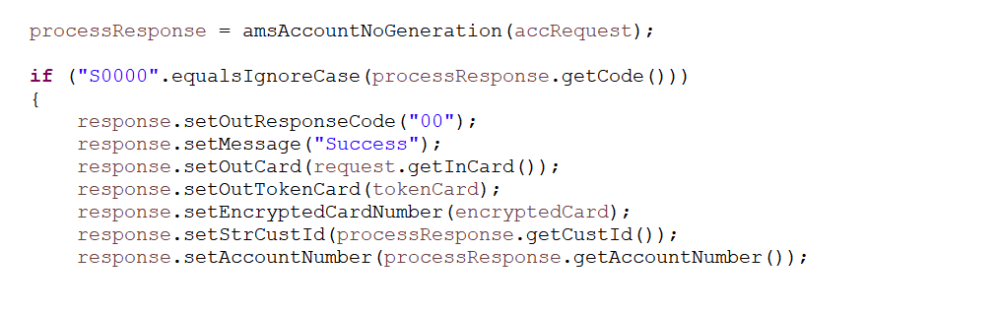 processResponse = amsAccountNoGeneration(accRequest);
if ("S0000".equalsIgnoreCase(processResponse.getCode()))
{
response.setOutResponseCode("00");
response.setMessage("Success");
response.setOutCard(request.getInCard());
response.setOutTokenCard(tokenCard);
response.setEncryptedCardNumber(encryptedCard);
response.setStrCustId(processResponse.getCustId());
response.setAccountNumber(processResponse.getAccountNumber());